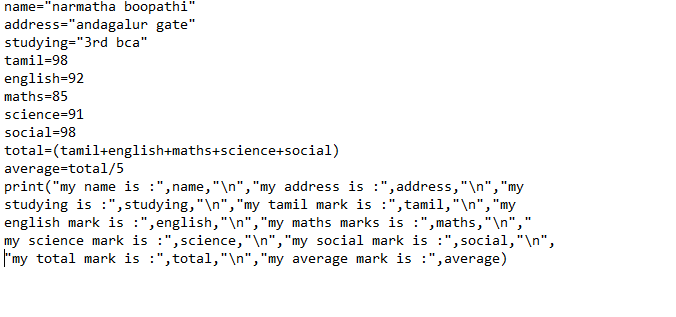 name="narmatha boopathi"
address="andagalur gate"
studying="3rd bca"
tamil=98
english=92
maths=85
science=91
social=98
total=(tamil+english+maths+science+social)
average=total/5
print("my name is :",name,"\n","my address is :",address,"\n","my
studying is :",studying,"\n","my tamil mark is :",tamil,"\n","my
english mark is :",english,"\n","my maths marks is :",maths,"\n","
my science mark is :",science,"\n","my social mark is :",social,"\n",
"my total mark is :",total,"\n","my average mark is :",average)